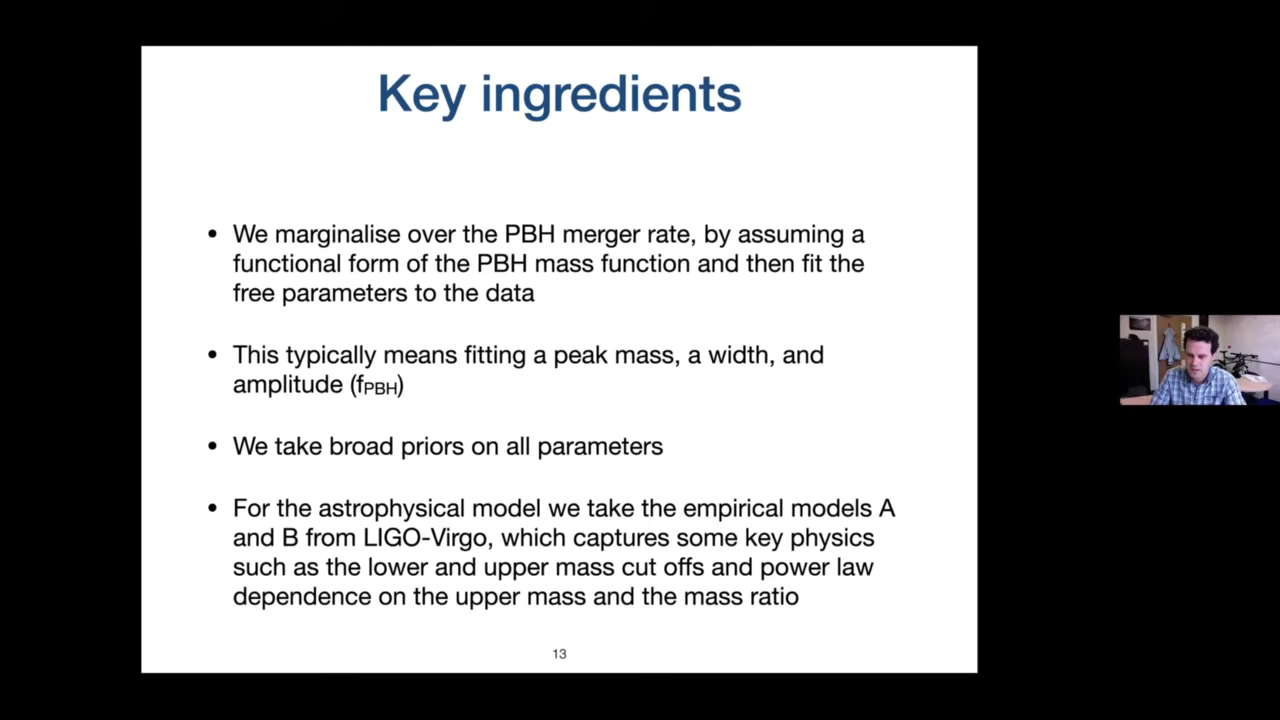 Key ingredients
• We marginalise over the PBH merger rate, by assuming a
functional form of the PBH mass function and then fit the
free parameters to the data
• This typically means fitting a peak mass, a width, and
amplitude (fPBH)
• We take broad priors on all parameters
• For the astrophysical model we take the empirical models A
and B from LIGO-Virgo, which captures some key physics
such as the lower and upper mass cut offs and power law
dependence on the upper mass and the mass ratio
13